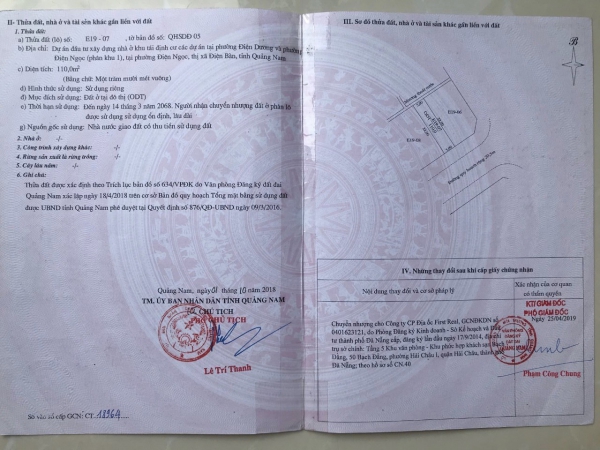 II- Thửa đất, nhà ở và tài sản khác gắn liền với đất
1. Thửa đất:
a) Thửa đất (lô) số: E19 - 07, tờ bản đồ số: QHSDĐ 05
b) Địa chỉ: Dự án đầu tư xây dựng nhà ở khu tái định cư các dự án tại phường Điện Dương và phường
Điện Ngọc (phân khu 1), tại phường Điện Ngọc, thị xã Điện Bàn, tỉnh Quảng Nam.
c) Diện tích: 110,0m²
(Bằng chữ: Một trăm mười mét vuông)
d) Hình thức sử dụng: Sử dụng riêng
đ) Mục đích sử dụng: Đất ở tại đô thị (ODT)
e) Thời hạn sử dụng: Đến ngày 14 tháng 3 năm 2068. Người nhận chuyển nhượng đất ở phân lô
được sử dụng ổn định, lâu dài
g) Nguồn gốc sử dụng: Nhà nước giao đất có thu tiền sử dụng đất
2. Nhà ở: -/-
3. Công trình xây dựng khác: -/-
4. Rừng sản xuất là rừng trồng: -/-
5. Cây lâu năm: -/-
6. Ghi chú:
Thửa đất được xác định theo Trích lục bản đồ số 634/VPĐK do Văn phòng Đăng ký đất đai
Quảng Nam xác lập ngày 18/4/2018 trên cơ sở Bản đồ quy hoạch Tổng mặt bằng sử dụng đất
được UBND tỉnh Quảng Nam phê duyệt tại Quyết định số 876/QĐ-UBND ngày 09/3/2016.
Quảng Nam, ngày 01 tháng 10 năm 2018
TM. ỦY BAN NHÂN DÂN TỈNH QUẢNG NAM
CHỦ TỊCH
PHÓ CHỦ TỊCH
Lê Trí Thanh
Số vào sổ cấp GCN: CT 18964
III. Sơ đồ thửa đất, nhà ở và tài sản khác gắn liền với đất
B
E19-06
E19-07
E19-08
IV. Những thay đổi sau khi cấp giấy chứng nhận
Nội dung thay đổi và cơ sở pháp lý
Xác nhận của cơ quan
có thẩm quyền
Chuyển nhượng cho Công ty CP Địa ốc First Real, GCNĐKDN số
0401623121, do Phòng Đăng ký Kinh doanh - Sở Kế hoạch và Đầu
tư thành phố Đà Nẵng cấp, đăng ký lần đầu ngày 17/9/2014, địa chỉ
trụ sở chính: Tầng 5 Khu văn phòng - Khu phức hợp khách sạn Bạch
Đằng, 50 Bạch Đằng, phường Hải Châu I, quận Hải Châu, thành phố
Đà Nẵng; theo hồ sơ số CN.40
KT. GIÁM ĐỐC
PHÓ GIÁM ĐỐC
Ngày 25/04/2019
Phạm Công Chung